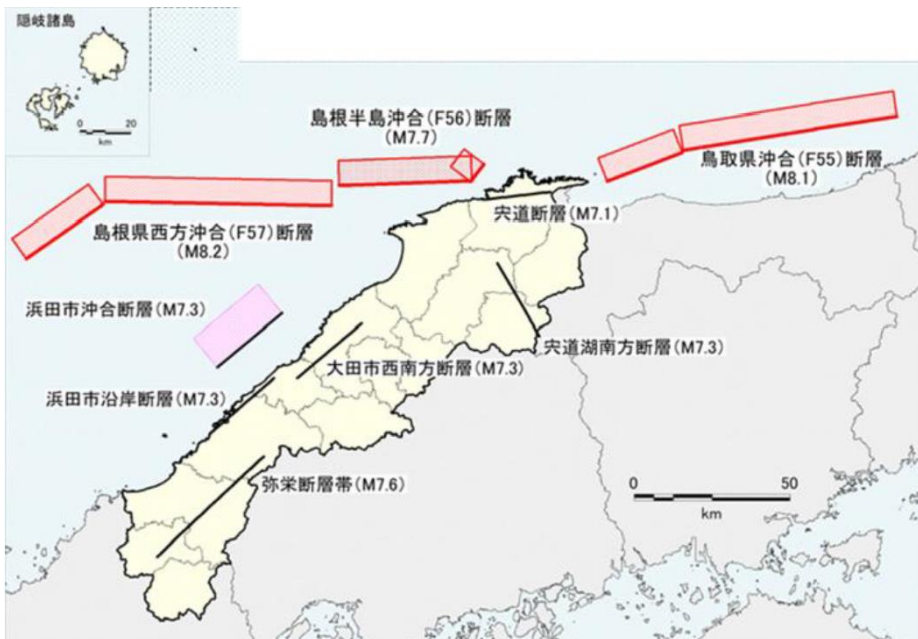 隠岐諸島
0 20
km
島根半島沖合(F56)断層
(M7.7)
鳥取県沖合(F55)断層
(M8.1)
宍道断層(M7.1)
島根県西方沖合(F57)断層
(M8.2)
浜田市沖合断層(M7.3)
宍道湖南方断層(M7.3)
大田市西南方断層(M7.3)
浜田市沿岸断層(M7.3)
弥栄断層帯(M7.6)
0 50
km